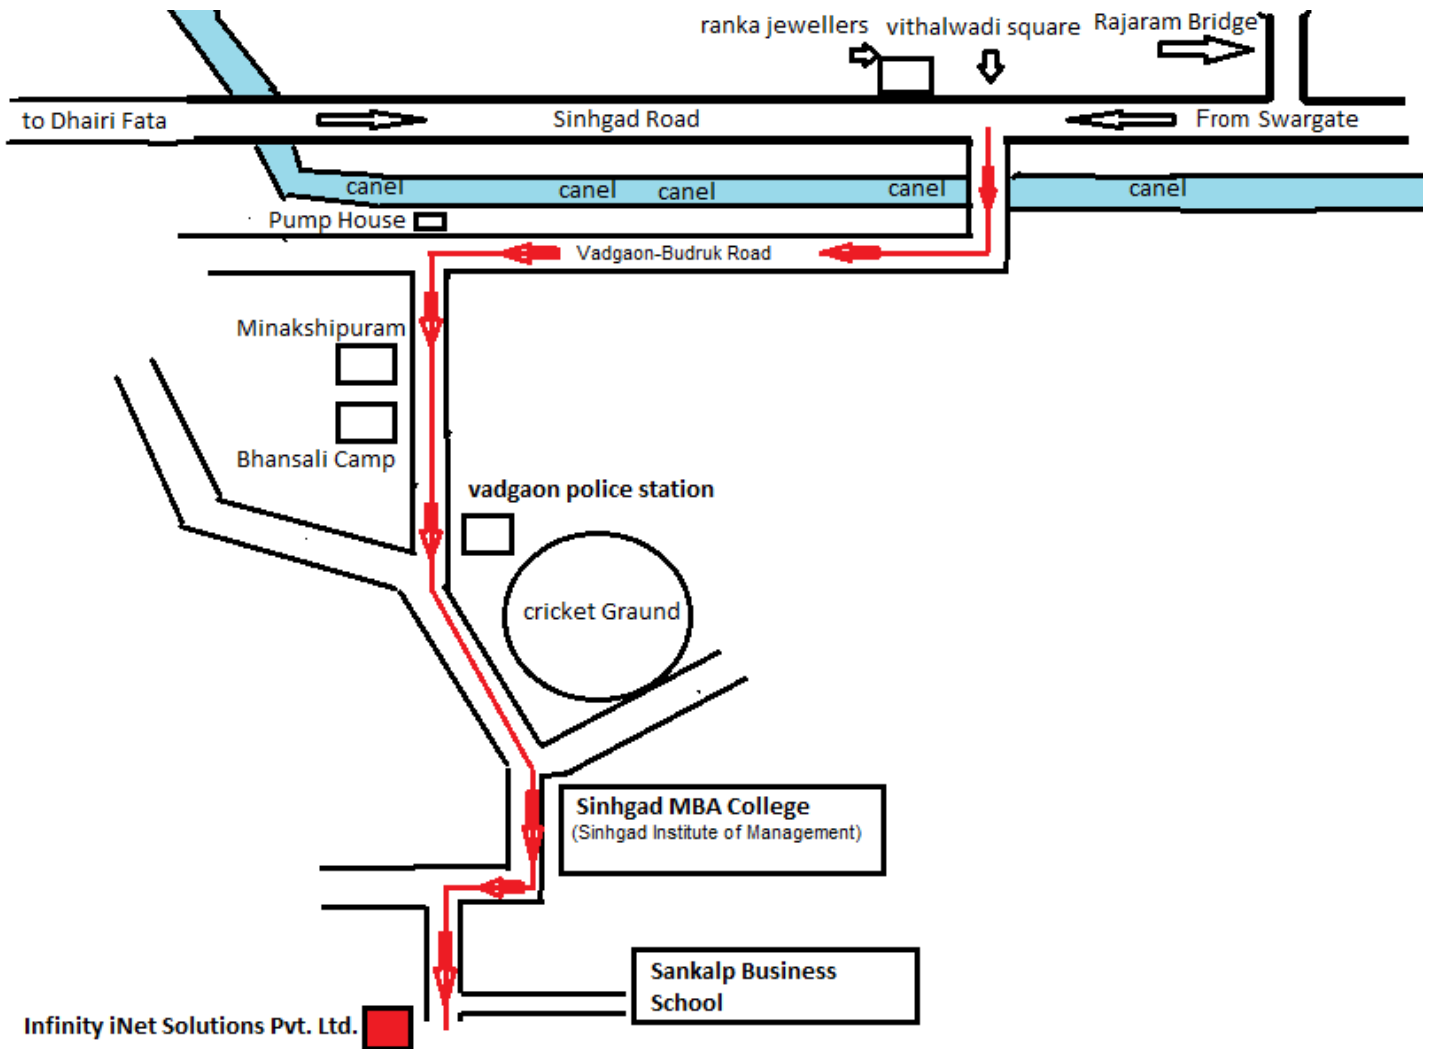 ranka jewellers
vithalwadi square
Rajaram Bridge
to Dhairi Fata
Sinhgad Road
From Swargate
canel
canel
canel
canel
canel
Pump House
Vadgaon-Budruk Road
Minakshipuram
Bhansali Camp
vadgaon police station
cricket Graund
Sinhgad MBA College
(Sinhgad Institute of Management)
Sankalp Business
School
Infinity iNet Solutions Pvt. Ltd.